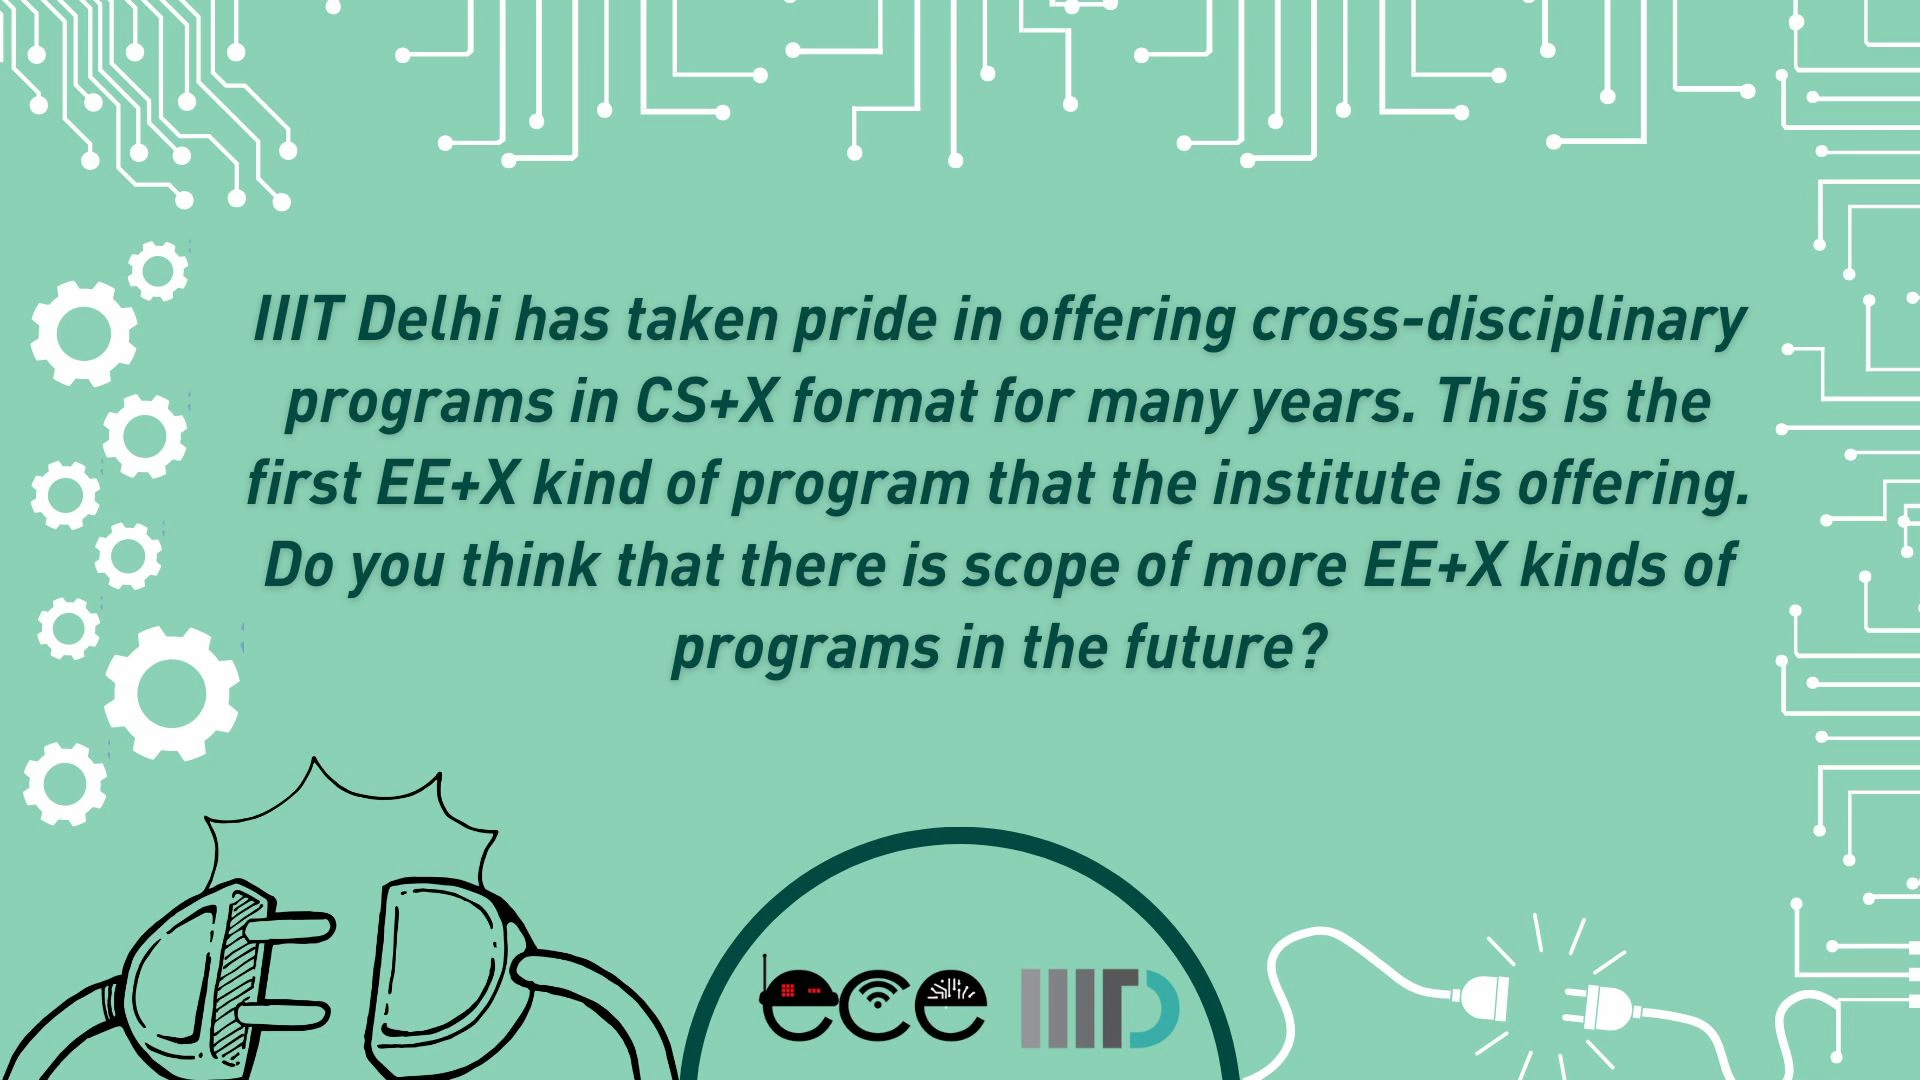 IIIT Delhi has taken pride in offering cross-disciplinary
programs in CS+X format for many years. This is the
first EE+X kind of program that the institute is offering.
Do you think that there is scope of more EE+X kinds of
programs in the future?
ece IIITD